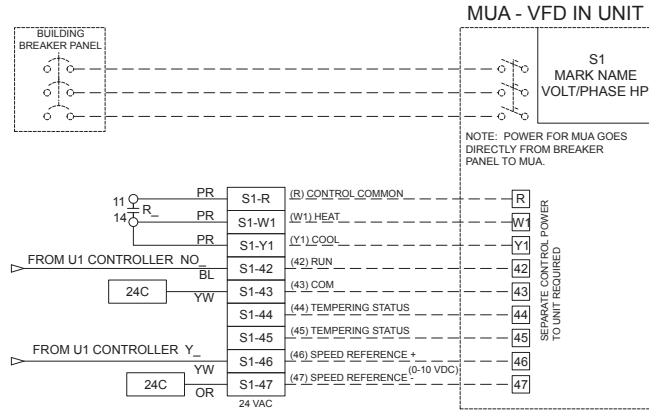 MUA - VFD IN UNIT
BUILDING
BREAKER PANEL
S1
MARK NAME
VOLT/PHASE HP
NOTE: POWER FOR MUA GOES
DIRECTLY FROM BREAKER
PANEL TO MUA.
11 PR S1-R (R) CONTROL COMMON R
R_
14 PR S1-W1 (W1) HEAT W1
PR S1-Y1 (Y1) COOL Y1
FROM U1 CONTROLLER NO_ BL S1-42 (42) RUN 42
24C YW S1-43 (43) COM 43
S1-44 (44) TEMPERING STATUS 44
S1-45 (45) TEMPERING STATUS 45
FROM U1 CONTROLLER Y_ YW S1-46 (46) SPEED REFERENCE + 46
(0-10 VDC)
24C OR S1-47 (47) SPEED REFERENCE - 47
24 VAC
SEPARATE CONTROL POWER
TO UNIT REQUIRED